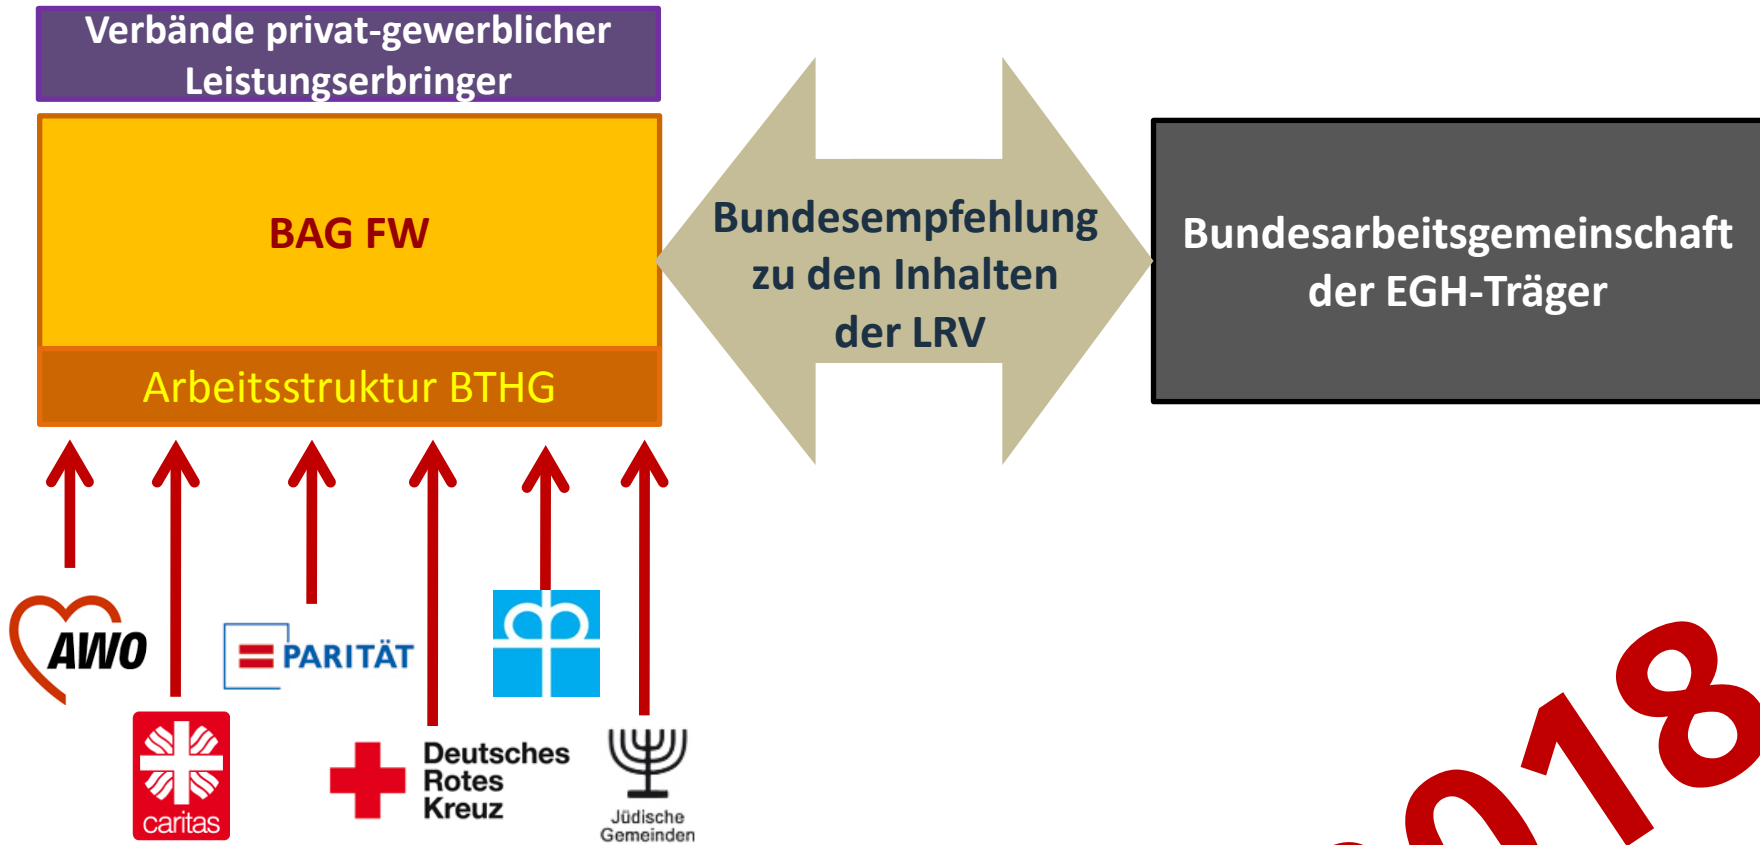 Verbände privat-gewerblicher
Leistungserbringer
BAG FW
Arbeitsstruktur BTHG
Bundesempfehlung
zu den Inhalten
der LRV
Bundesarbeitsgemeinschaft
der EGH-Träger
AWO
PARITÄT
caritas
Deutsches
Rotes
Kreuz
Jüdische
Gemeinden
018